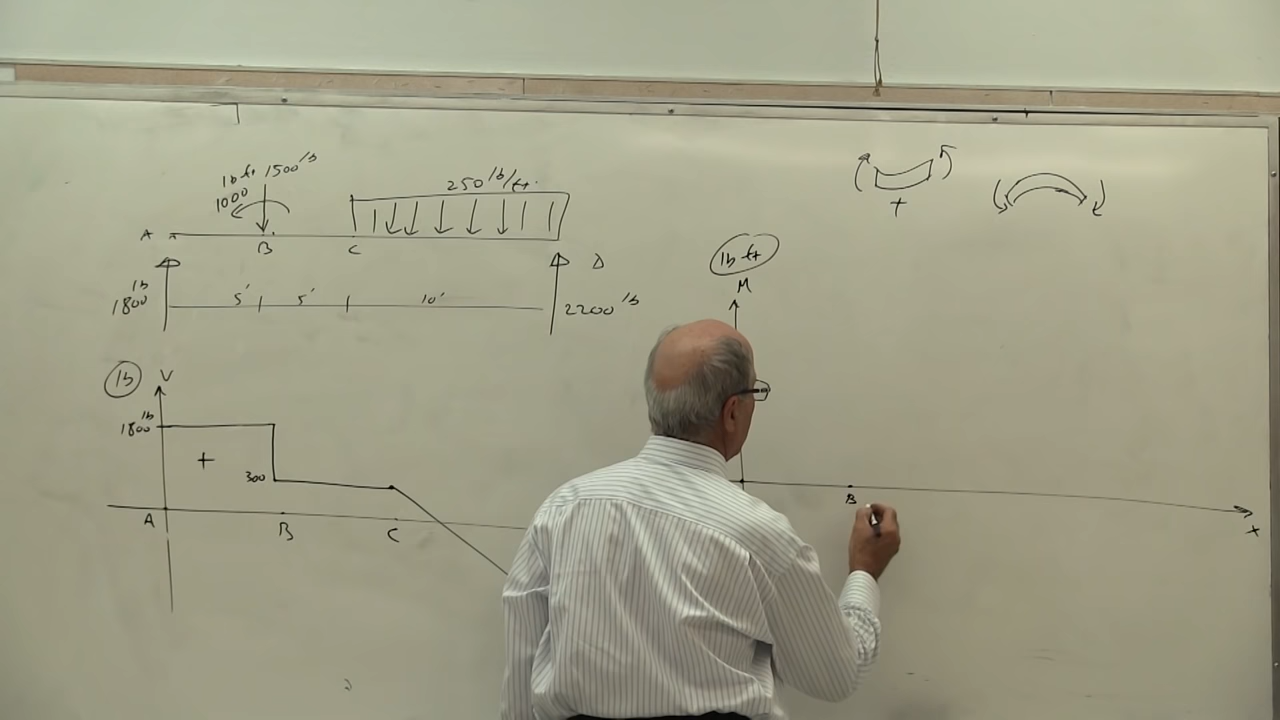 lb ft 1500 lb
1000
250 lb/ft.
A
B
C
D
1800 lb
5'
5'
10'
2200 lb
lb
V
1800 lb
+
300
A
B
C
+
lb ft
M
B
x